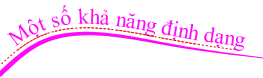 Một số khả năng định dạng